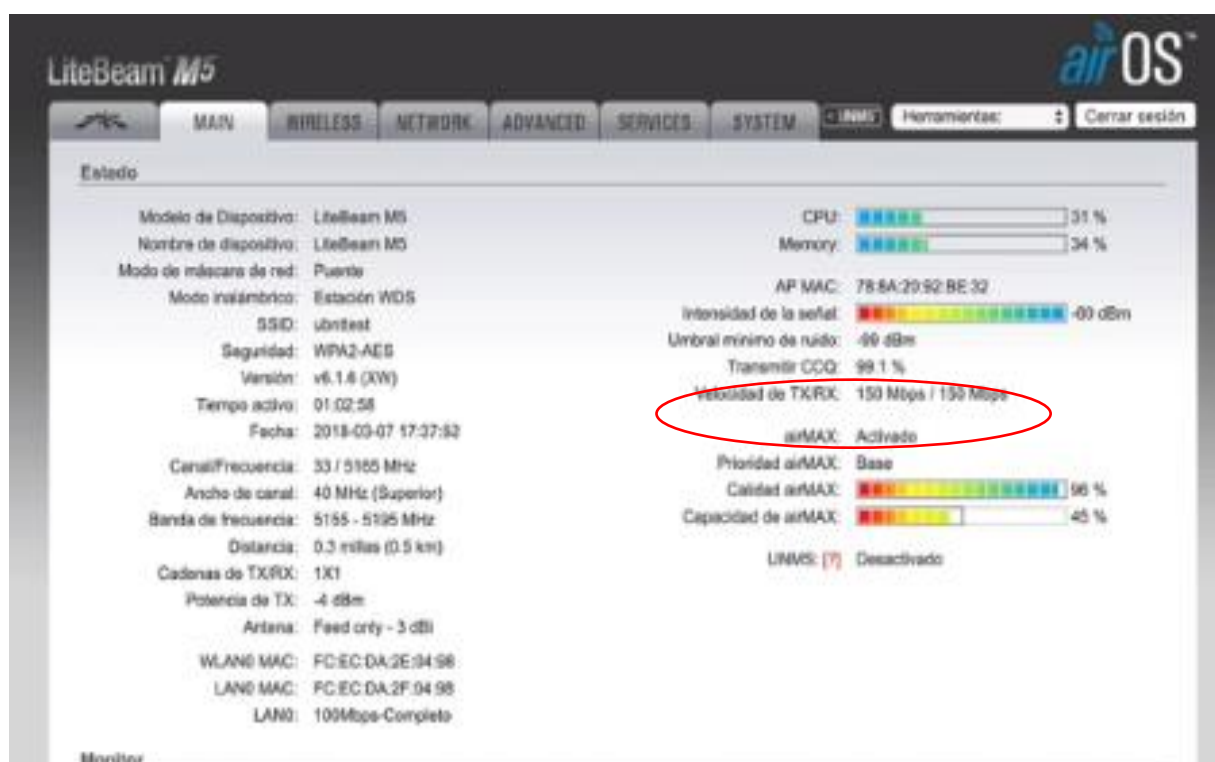 LiteBeam M5
airOS™
MAIN WIRELESS NETWORK ADVANCED SERVICES SYSTEM UNMS Herramientas: Cerrar sesión
Estado
Modelo de Dispositivo: LiteBeam M5
Nombre de dispositivo: LiteBeam M5
Modo de máscara de red: Puente
Modo inalámbrico: Estación WDS
SSID: ubnttest
Seguridad: WPA2-AES
Versión: v6.1.6 (XW)
Tiempo activo: 01:02:58
Fecha: 2018-03-07 17:37:52
Canal/Frecuencia: 33 / 5165 MHz
Ancho de canal: 40 MHz (Superior)
Banda de frecuencia: 5155 - 5195 MHz
Distancia: 0.3 millas (0.5 km)
Cadenas de TX/RX: 1X1
Potencia de TX: -4 dBm
Antena: Feed only - 3 dBi
WLAN0 MAC: FC:EC:DA:2E:04:98
LAN0 MAC: FC:EC:DA:2F:04:98
LAN0: 100Mbps-Completo
CPU: 31 %
Memory: 34 %
AP MAC: 78:8A:20:92:BE:32
Intensidad de la señal: dBm
Umbral mínimo de ruido: dBm
Transmitir CCQ: 99.1 %
Velocidad de TX/RX: 150 Mbps / 150 Mbps
airMAX: Activado
Prioridad airMAX: Base
Calidad airMAX: 96 %
Capacidad de airMAX: 45 %
UNMS: [?] Desactivado
Monitor